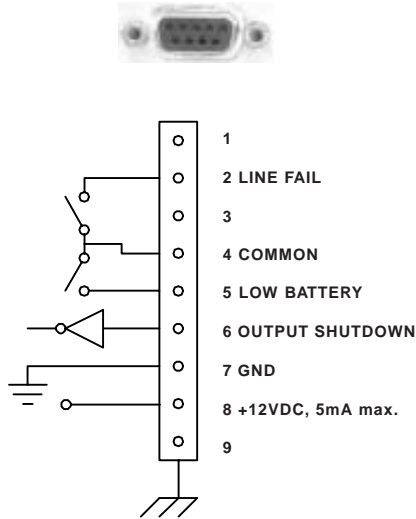 1
2 LINE FAIL
3
4 COMMON
5 LOW BATTERY
6 OUTPUT SHUTDOWN
7 GND
8 +12VDC, 5mA max.
9